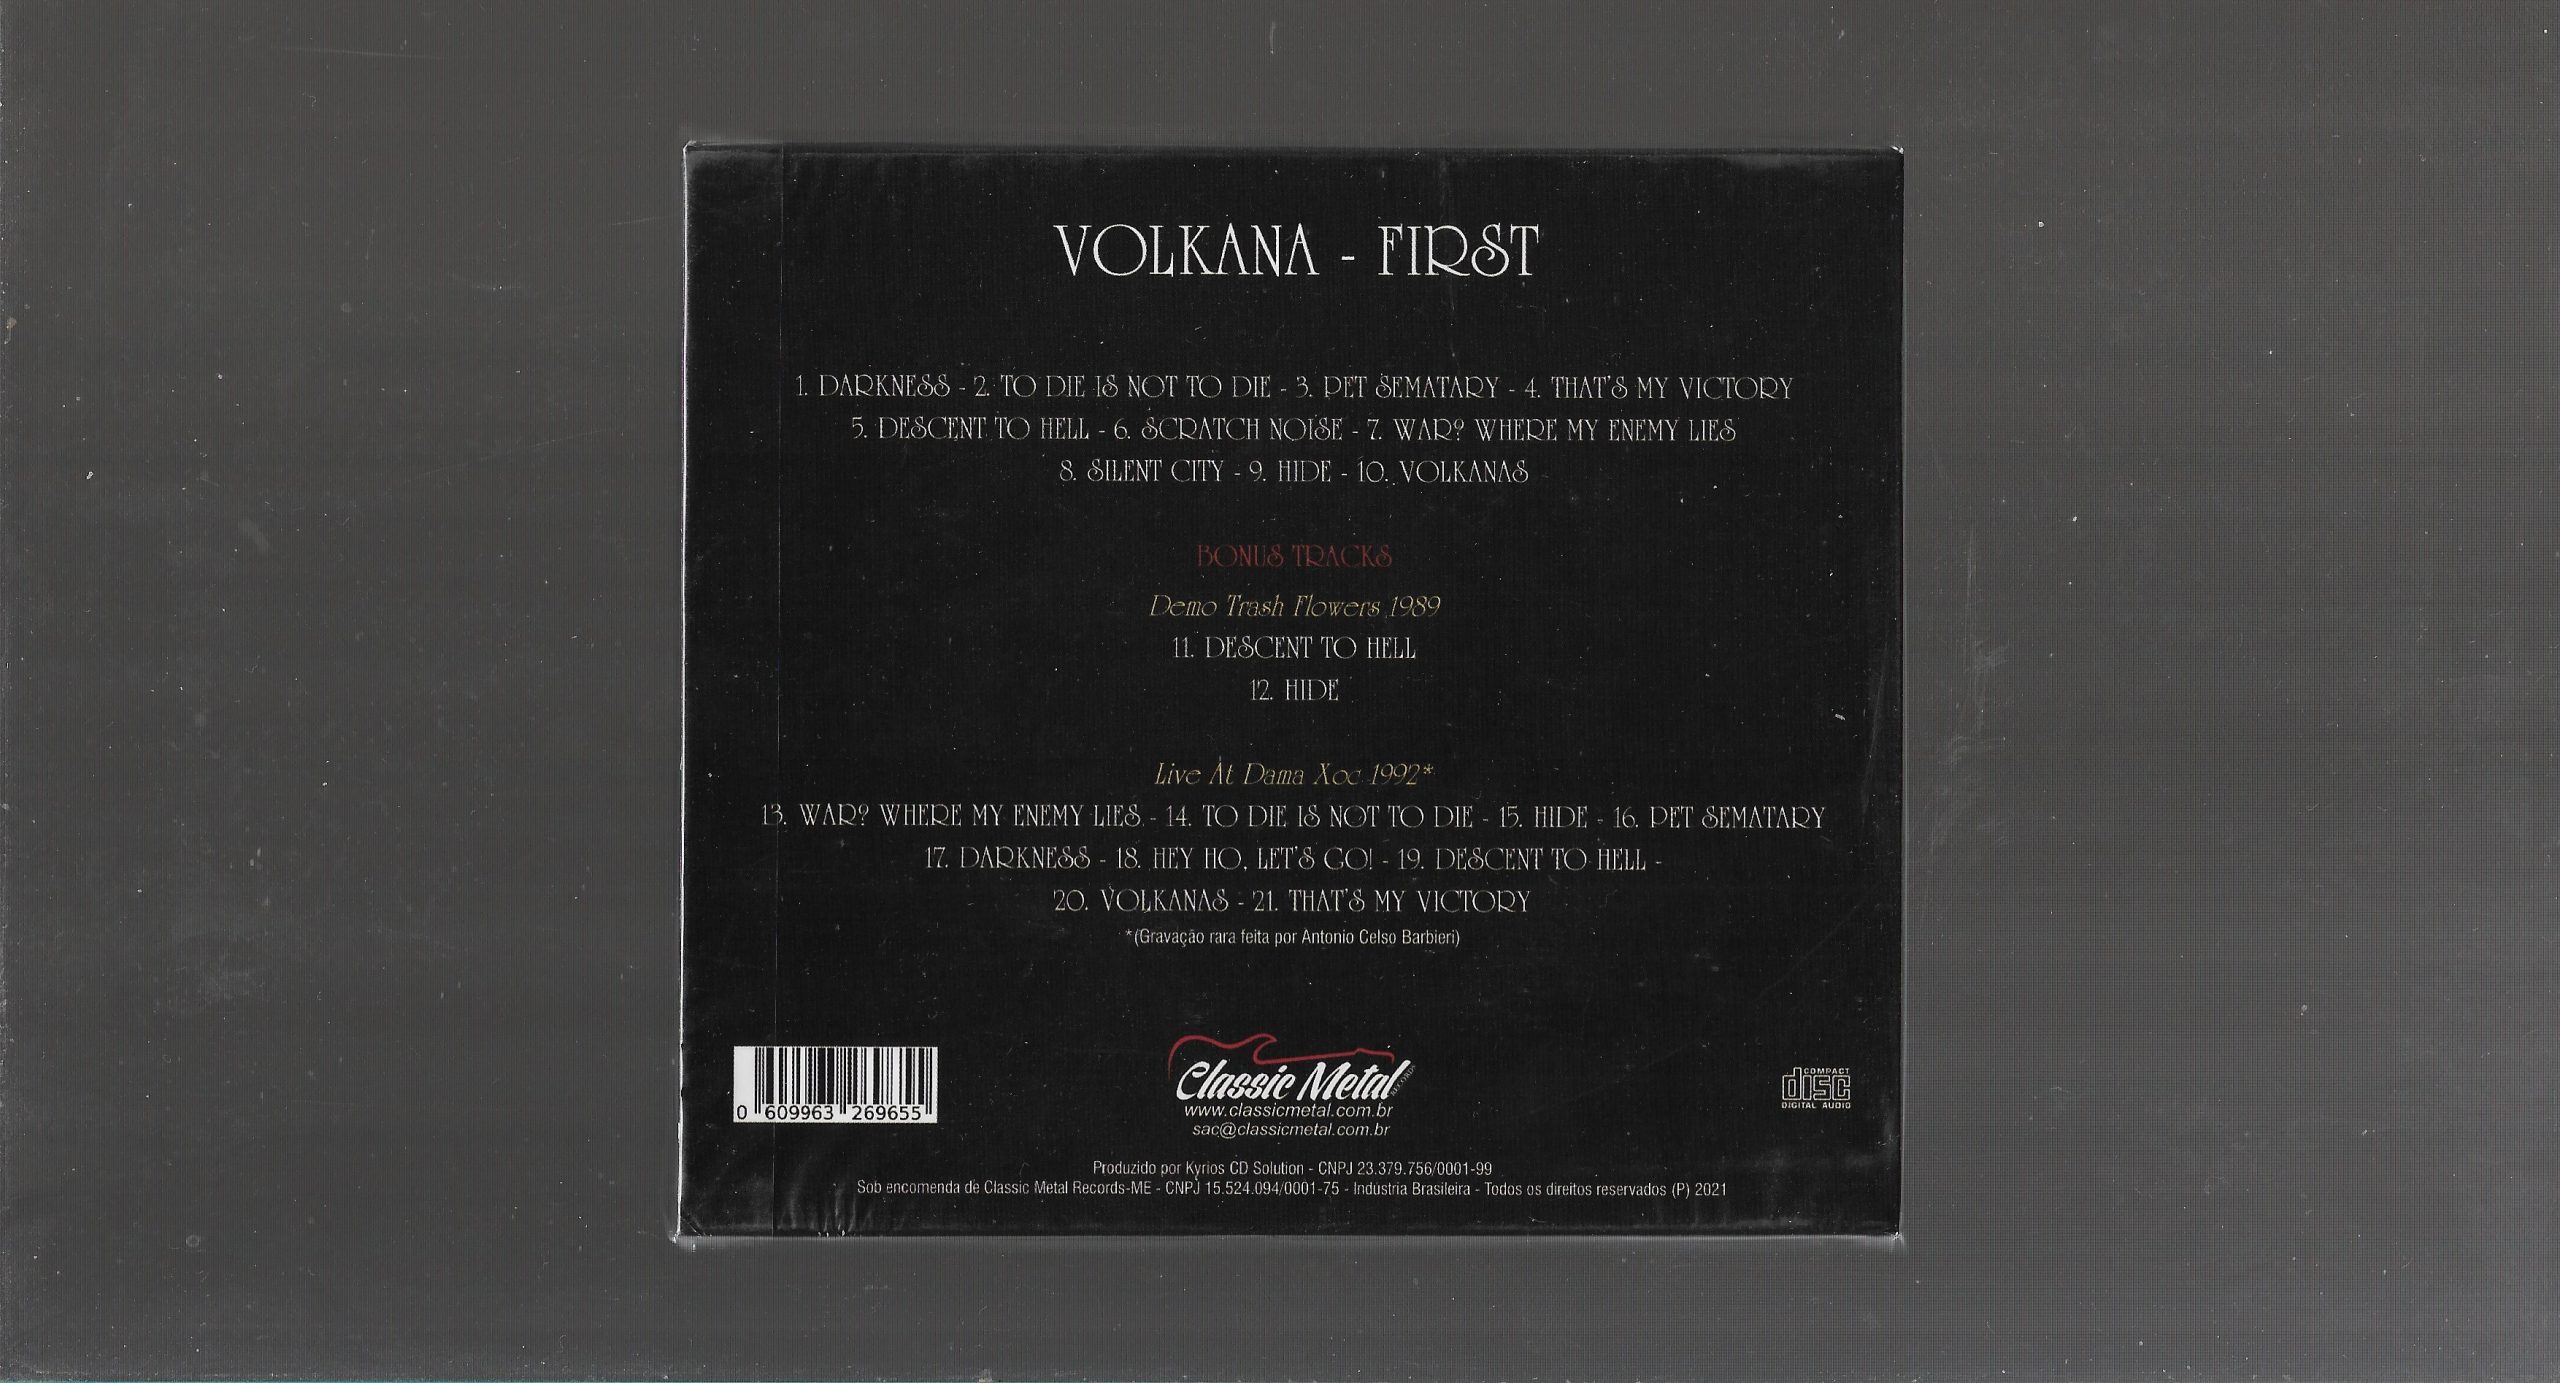 VOLKANA - FIRST
1. DARKNESS - 2. TO DIE IS NOT TO DIE - 3. PET SEMATARY - 4. THAT'S MY VICTORY
5. DESCENT TO HELL - 6. SCRATCH NOISE - 7. WAR? WHERE MY ENEMY LIES
8. SILENT CITY - 9. HIDE - 10. VOLKANAS
BONUS TRACKS
Demo Trash Flowers 1989
11. DESCENT TO HELL
12. HIDE
Live At Dama Xoc 1992*
13. WAR? WHERE MY ENEMY LIES - 14. TO DIE IS NOT TO DIE - 15. HIDE - 16. PET SEMATARY
17. DARKNESS - 18. HEY HO, LET'S GO! - 19. DESCENT TO HELL -
20. VOLKANAS - 21. THAT'S MY VICTORY
*(Gravação rara feita por Antonio Celso Barbieri)
0 609963 269655
Classic Metal RECORDS
www.classicmetal.com.br
sac@classicmetal.com.br
COMPACT
disc
DIGITAL AUDIO
Produzido por Kyrios CD Solution - CNPJ 23.379.756/0001-99
Sob encomenda de Classic Metal Records-ME - CNPJ 15.524.094/0001-75 - Indústria Brasileira - Todos os direitos reservados (P) 2021